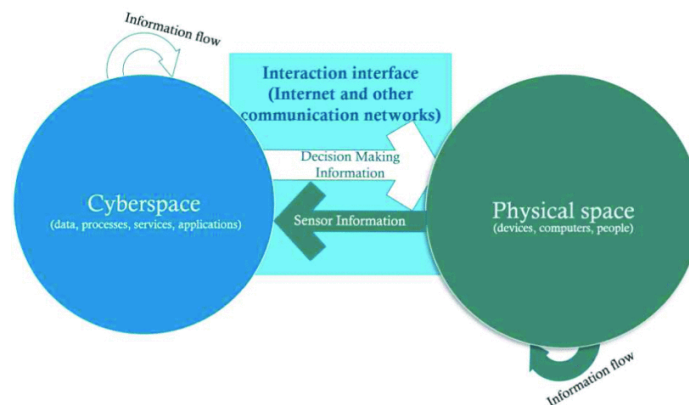 Information flow
Interaction interface
(Internet and other
communication networks)
Decision Making
Information
Cyberspace
(data, processes, services, applications)
Sensor Information
Physical space
(devices, computers, people)
Information flow